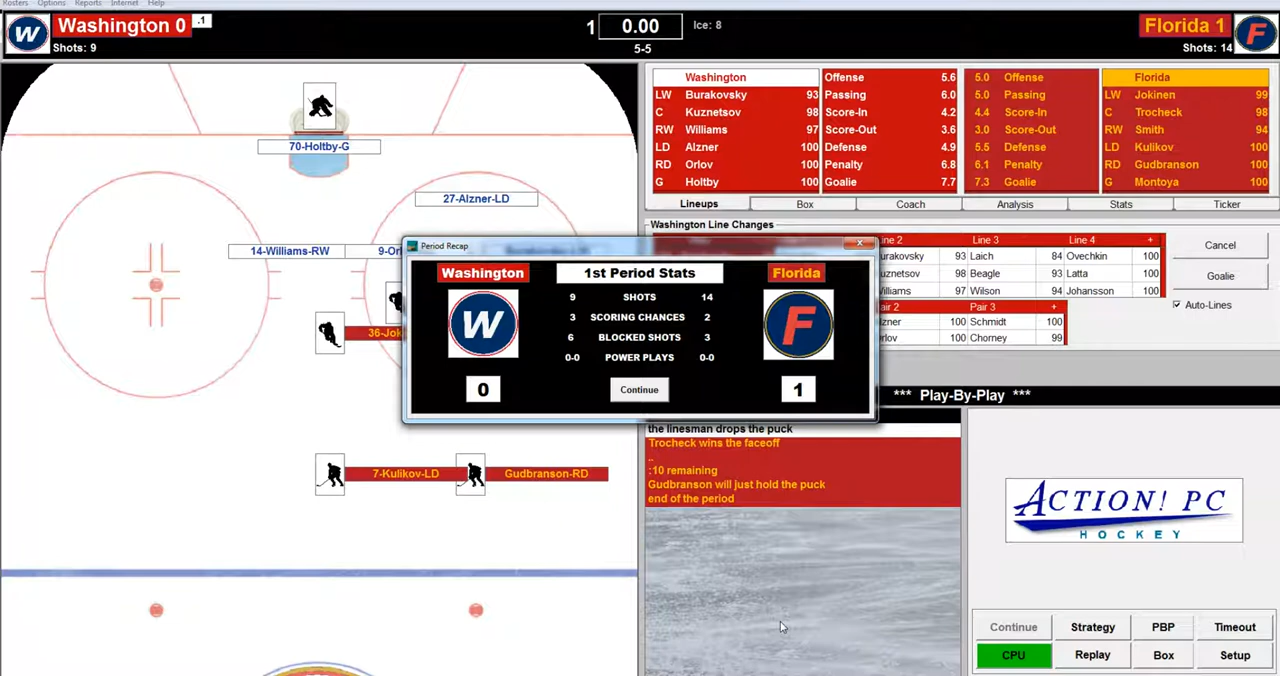 Rosters Options Reports Internet Help
W
Washington 0
.1
Shots: 9
1
0.00
Ice: 8
5-5
Florida 1
F
Shots: 14
70-Holtby-G
27-Alzner-LD
14-Williams-RW
36-Jok
7-Kulikov-LD
Gudbranson-RD
Washington
LW Burakovsky 93
C Kuznetsov 98
RW Williams 97
LD Alzner 100
RD Orlov 100
G Holtby 100
Offense 5.6
Passing 6.0
Score-In 4.2
Score-Out 3.6
Defense 4.9
Penalty 6.8
Goalie 7.7
5.0 Offense
5.0 Passing
4.4 Score-In
3.0 Score-Out
5.5 Defense
6.1 Penalty
7.3 Goalie
Florida
LW Jokinen 99
C Trocheck 98
RW Smith 94
LD Kulikov 100
RD Gudbranson 100
G Montoya 100
Lineups Box Coach Analysis Stats Ticker
Washington Line Changes
Line 3 Line 4 +
93 Laich 84 Ovechkin 100
98 Beagle 93 Latta 100
94 Johansson 100
Pair 3 +
100 Schmidt 100
100 Chorney 99
Cancel
Goalie
Auto-Lines
Period Recap
Washington 1st Period Stats Florida
W
F
9 SHOTS 14
3 SCORING CHANCES 2
6 BLOCKED SHOTS 3
0-0 POWER PLAYS 0-0
0 Continue 1
*** Play-By-Play ***
the linesman drops the puck
Trocheck wins the faceoff
..
:10 remaining
Gudbranson will just hold the puck
end of the period
ACTION! PC
HOCKEY
Continue Strategy PBP Timeout
CPU Replay Box Setup